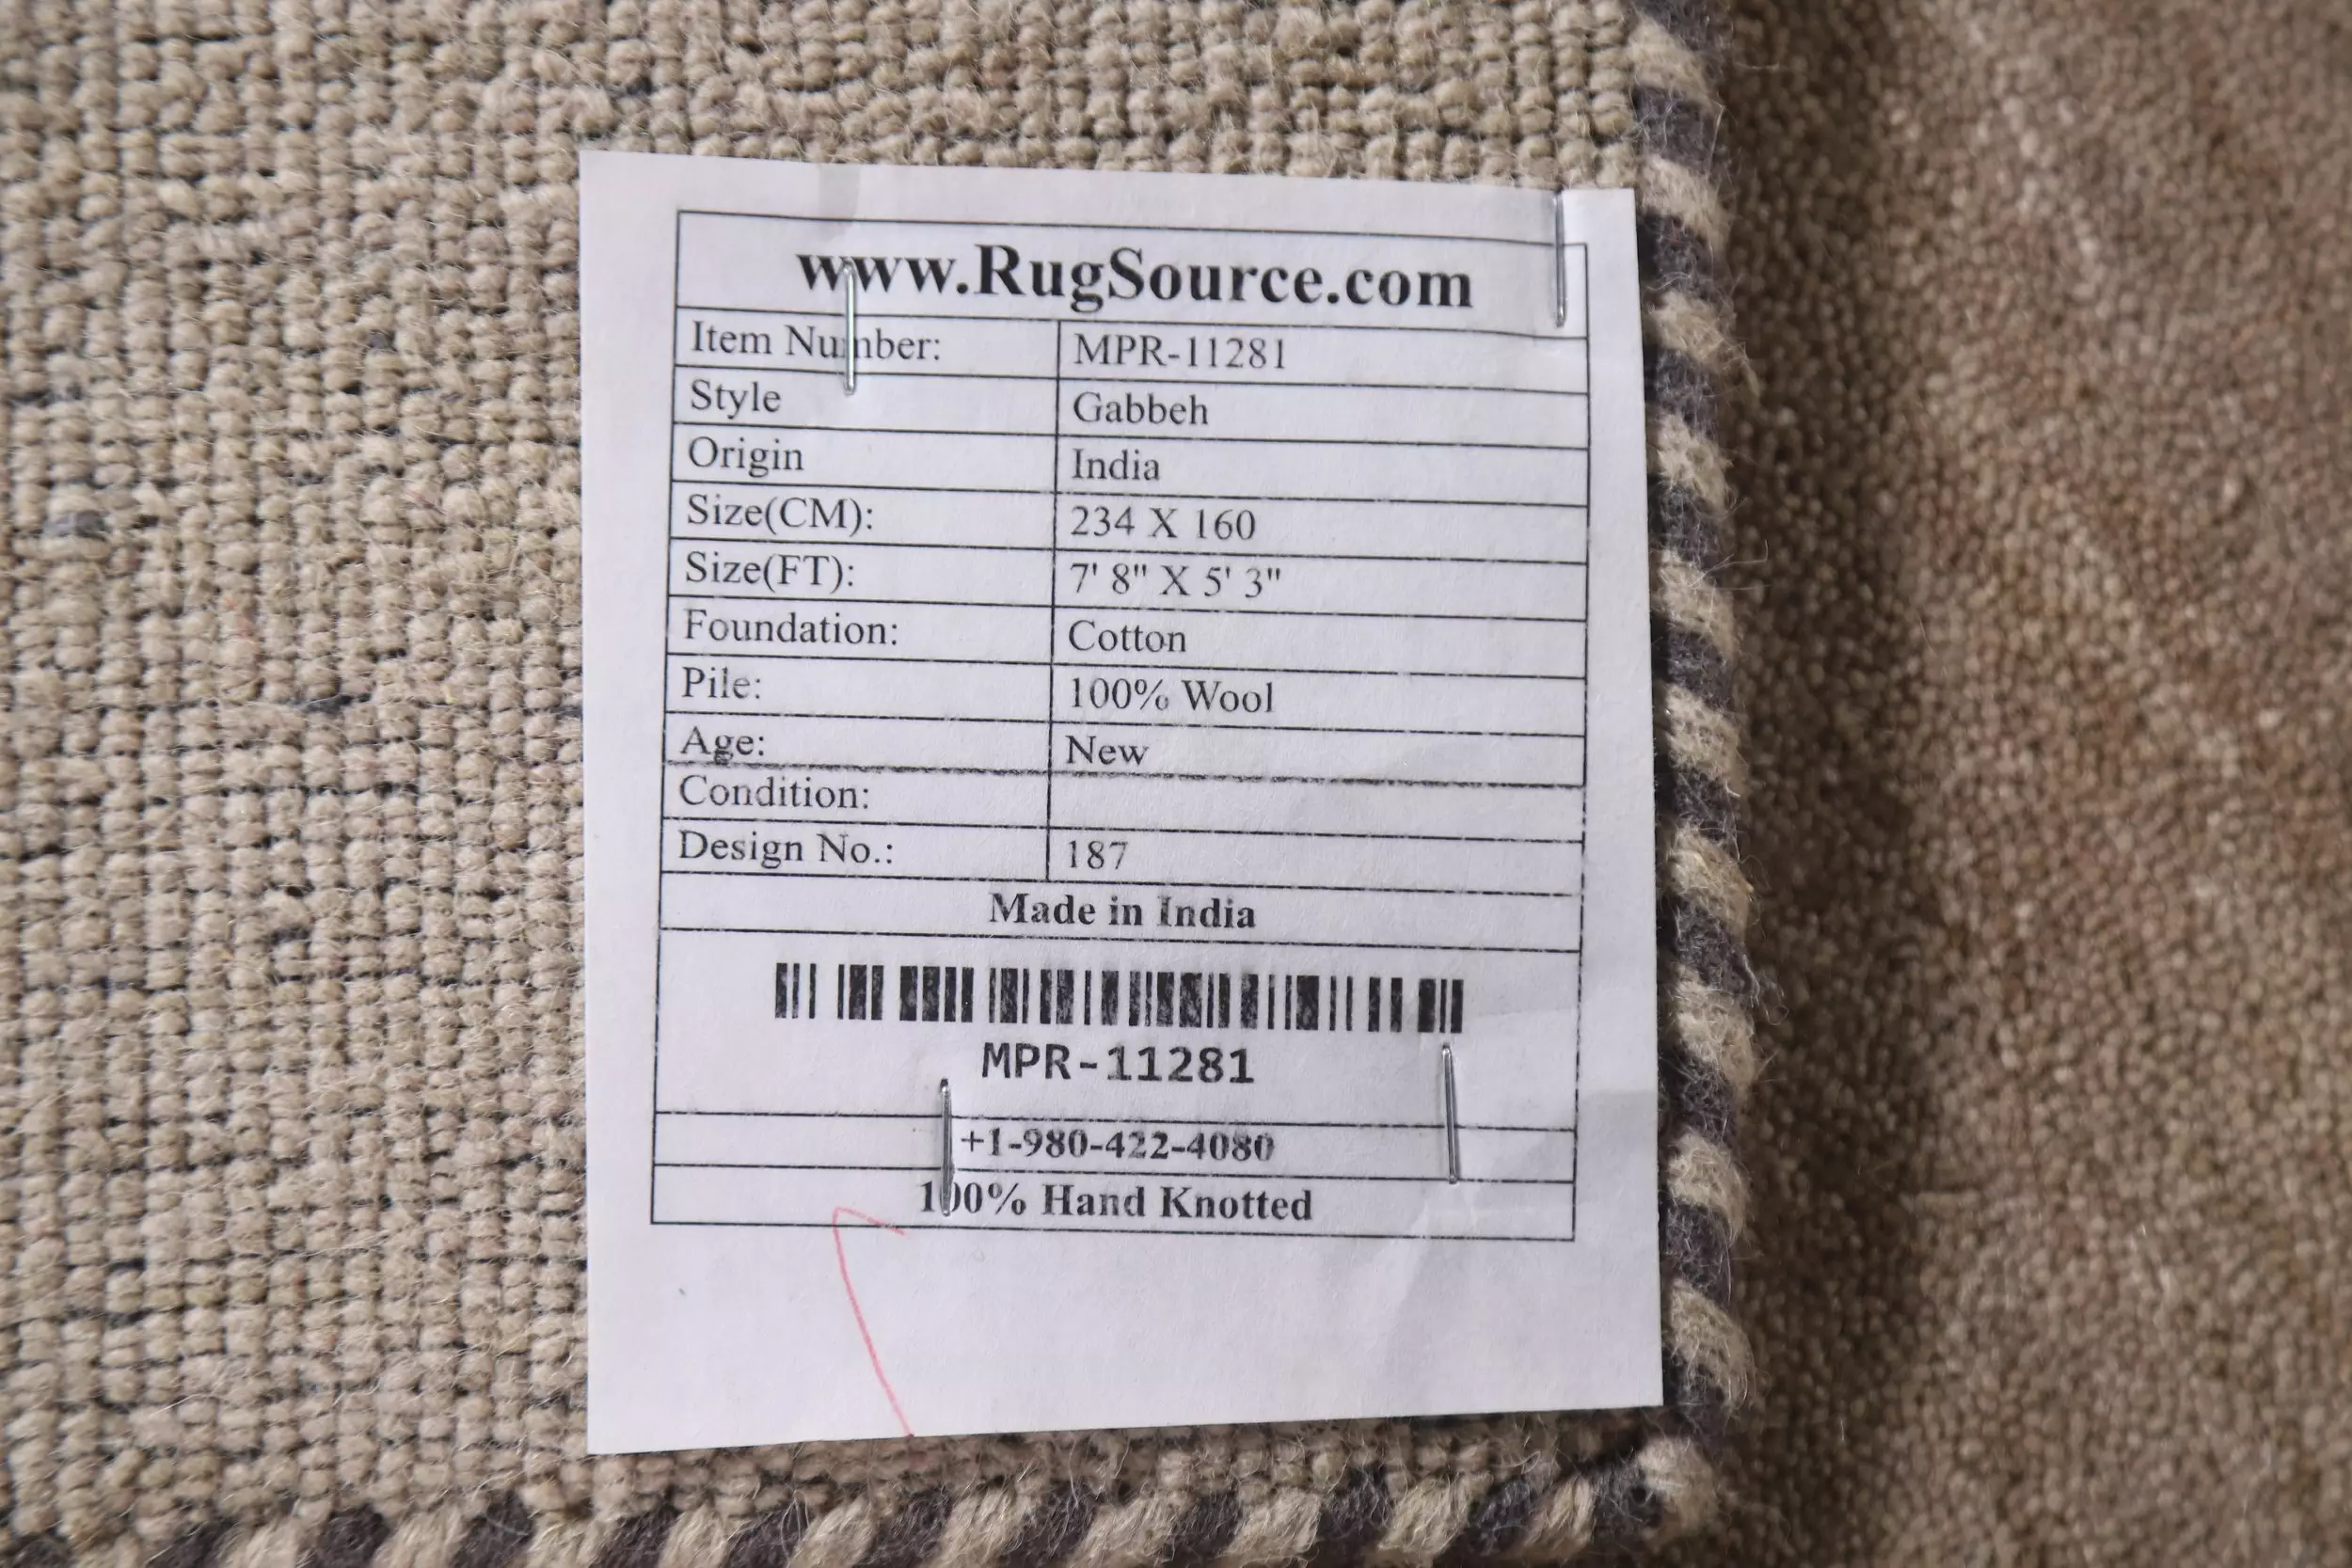 www.RugSource.com
Item Number: MPR-11281
Style Gabbeh
Origin India
Size(CM): 234 X 160
Size(FT): 7' 8" X 5' 3"
Foundation: Cotton
Pile: 100% Wool
Age: New
Condition:
Design No.: 187
Made in India
MPR-11281
+1-980-422-4080
100% Hand Knotted